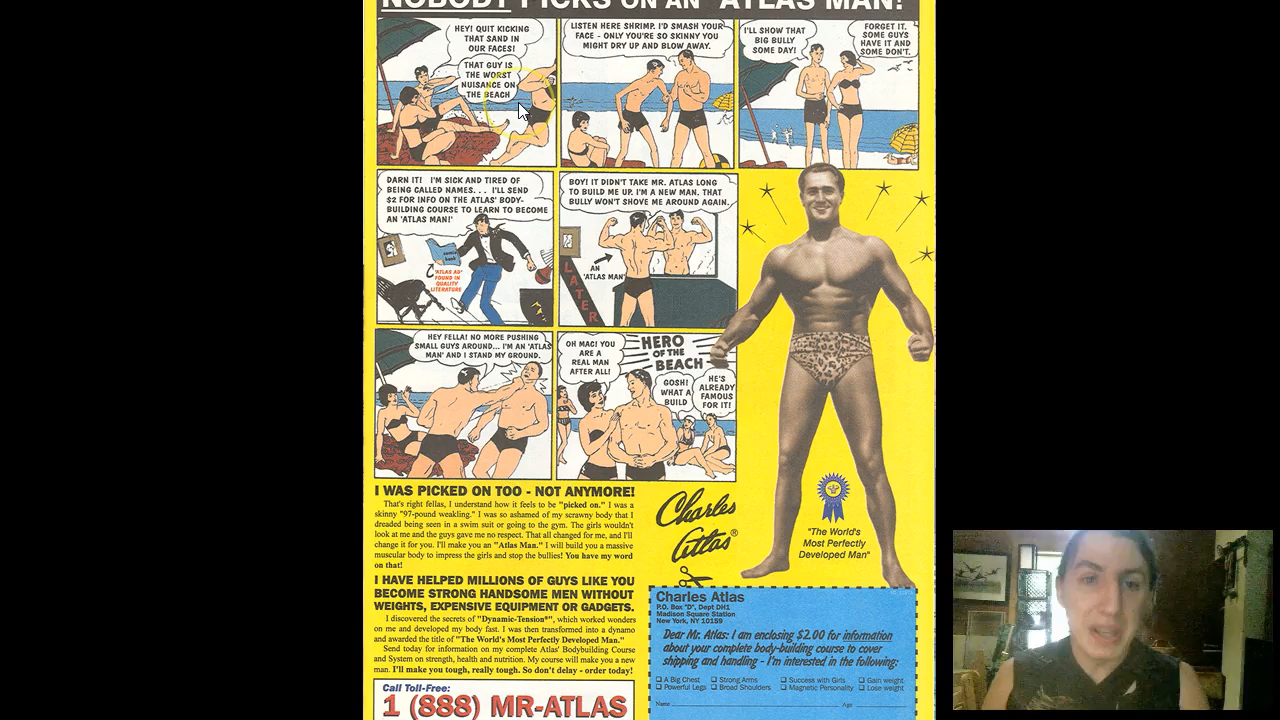 NOBODY PICKS ON AN "ATLAS MAN!"
HEY! QUIT KICKING
THAT SAND IN
OUR FACES!
THAT GUY IS
THE WORST
NUISANCE ON
THE BEACH
LISTEN HERE SHRIMP. I'D SMASH YOUR
FACE - ONLY YOU'RE SO SKINNY YOU
MIGHT DRY UP AND BLOW AWAY.
I'LL SHOW THAT
BIG BULLY
SOME DAY!
FORGET IT.
SOME GUYS
HAVE IT AND
SOME DON'T.
DARN IT! I'M SICK AND TIRED OF
BEING CALLED NAMES. . . I'LL SEND
$2 FOR INFO ON THE ATLAS' BODY-
BUILDING COURSE TO LEARN TO BECOME
AN 'ATLAS MAN!'
comic
book
'ATLAS AD'
FOUND IN
QUALITY
LITERATURE
BOY! IT DIDN'T TAKE MR. ATLAS LONG
TO BUILD ME UP. I'M A NEW MAN. THAT
BULLY WON'T SHOVE ME AROUND AGAIN.
LATER
AN
'ATLAS MAN'
HEY FELLA! NO MORE PUSHING
SMALL GUYS AROUND... I'M AN 'ATLAS
MAN' AND I STAND MY GROUND.
OH MAC! YOU
ARE A
REAL MAN
AFTER ALL!
HERO
OF THE
BEACH
GOSH!
WHAT A
BUILD
HE'S
ALREADY
FAMOUS
FOR IT!
I WAS PICKED ON TOO - NOT ANYMORE!
That's right fellas, I understand how it feels to be "picked on." I was a
skinny "97-pound weakling." I was so ashamed of my scrawny body that I
dreaded being seen in a swim suit or going to the gym. The girls wouldn't
look at me and the guys gave me no respect. That all changed for me, and I'll
change it for you. I'll make you an "Atlas Man." I will build you a massive
muscular body to impress the girls and stop the bullies! You have my word
on that!
I HAVE HELPED MILLIONS OF GUYS LIKE YOU
BECOME STRONG HANDSOME MEN WITHOUT
WEIGHTS, EXPENSIVE EQUIPMENT OR GADGETS.
I discovered the secrets of "Dynamic-Tension®", which worked wonders
on me and developed my body fast. I was then transformed into a dynamo
and awarded the title of "The World's Most Perfectly Developed Man."
Send today for information on my complete Atlas' Bodybuilding Course
and System on strength, health and nutrition. My course will make you a new
man. I'll make you tough, really tough. So don't delay - order today!
Call Toll-Free:
1 (888) MR-ATLAS
Charles
Atlas®
"The World's
Most Perfectly
Developed Man"
Charles Atlas
P.O. Box "D", Dept DH1
Madison Square Station
New York, NY 10159
Dear Mr. Atlas: I am enclosing $2.00 for information
about your complete body-building course to cover
shipping and handling - I'm interested in the following:
❑ A Big Chest ❑ Strong Arms ❑ Success with Girls ❑ Gain weight
❑ Powerful Legs ❑ Broad Shoulders ❑ Magnetic Personality ❑ Lose weight
Name Age